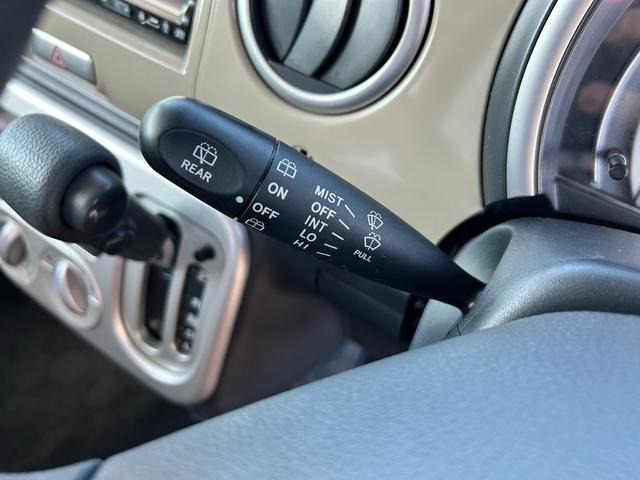 REAR
ON
OFF
MIST
OFF
INT
LO
HI
PULL